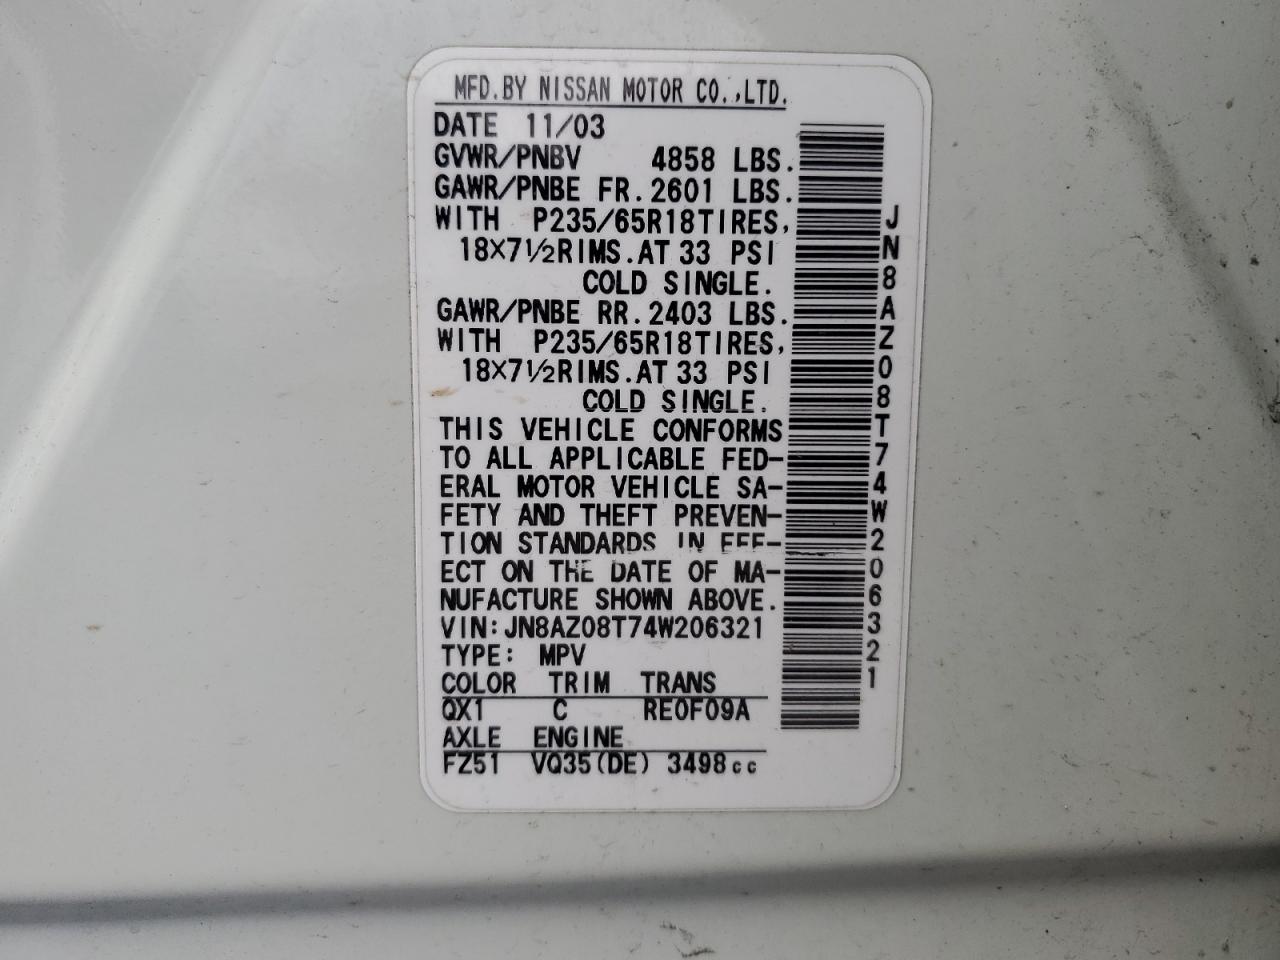 MFD.BY NISSAN MOTOR CO.,LTD.
DATE 11/03
GVWR/PNBV 4858 LBS.
GAWR/PNBE FR.2601 LBS.
WITH P235/65R18TIRES,
18×7½RIMS.AT 33 PSI
COLD SINGLE.
GAWR/PNBE RR.2403 LBS.
WITH P235/65R18TIRES,
18×7½RIMS.AT 33 PSI
COLD SINGLE.
THIS VEHICLE CONFORMS
TO ALL APPLICABLE FED-
ERAL MOTOR VEHICLE SA-
FETY AND THEFT PREVEN-
TION STANDARDS IN EFF-
ECT ON THE DATE OF MA-
NUFACTURE SHOWN ABOVE.
VIN:JN8AZ08T74W206321
TYPE: MPV
COLOR TRIM TRANS
QX1 C RE0F09A
AXLE ENGINE
FZ51 VQ35(DE) 3498cc
JN8AZ08T74W206321